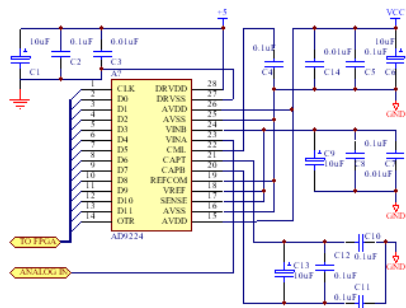 +5
VCC
10uF
0.1uF
0.01uF
C1
C2
C3
A?
0.1uF
C4
0.01uF
C14
0.1uF
C5
10uF
C6
GND
1 CLK DRVDD 28
2 D0 DRVSS 27
3 D1 AVDD 26
4 D2 AVSS 25
5 D3 VINB 24
6 D4 VINA 23
7 D5 CML 22
8 D6 CAPT 21
9 D7 CAPB 20
10 D8 REFCOM 19
11 D9 VREF 18
12 D10 SENSE 17
13 D11 AVSS 16
14 OTR AVDD 15
AD9224
C9
10uF
0.1uF
C8
C7
0.01uF
GND
TO FPGA
ANALOG IN
C10
0.1uF
GND
C13
10uF
C12
0.1uF
C11
0.1uF